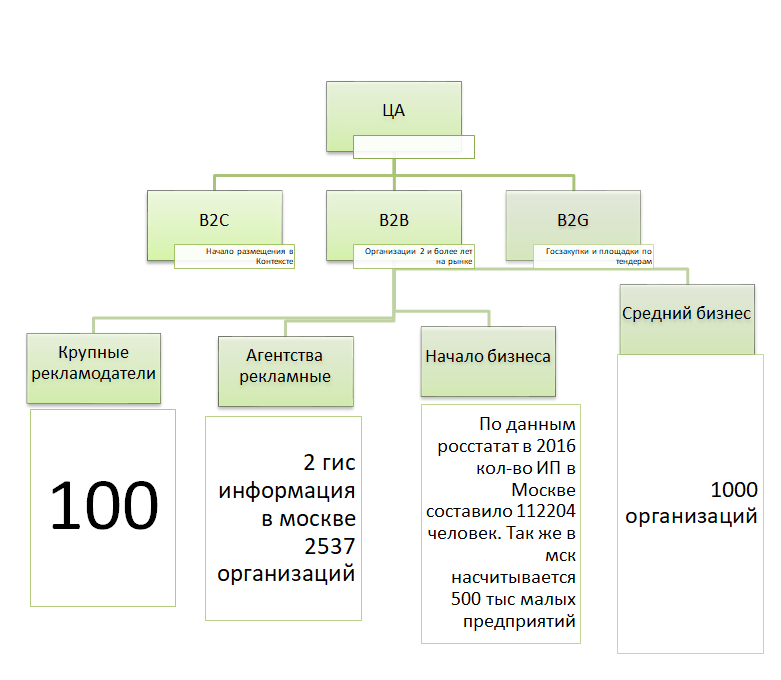 ЦА
B2C
Начало размещения в
Контексте
B2B
Организации 2 и более лет
на рынке
B2G
Госзакупки и площадки по
тендерам
Крупные
рекламодатели
100
Агентства
рекламные
2 гис
информация
в москве
2537
организаций
Начало бизнеса
По данным
росстатат в 2016
кол-во ИП в
Москве
составило 112204
человек. Так же в
мск
насчитывается
500 тыс малых
предприятий
Средний бизнес
1000
организаций